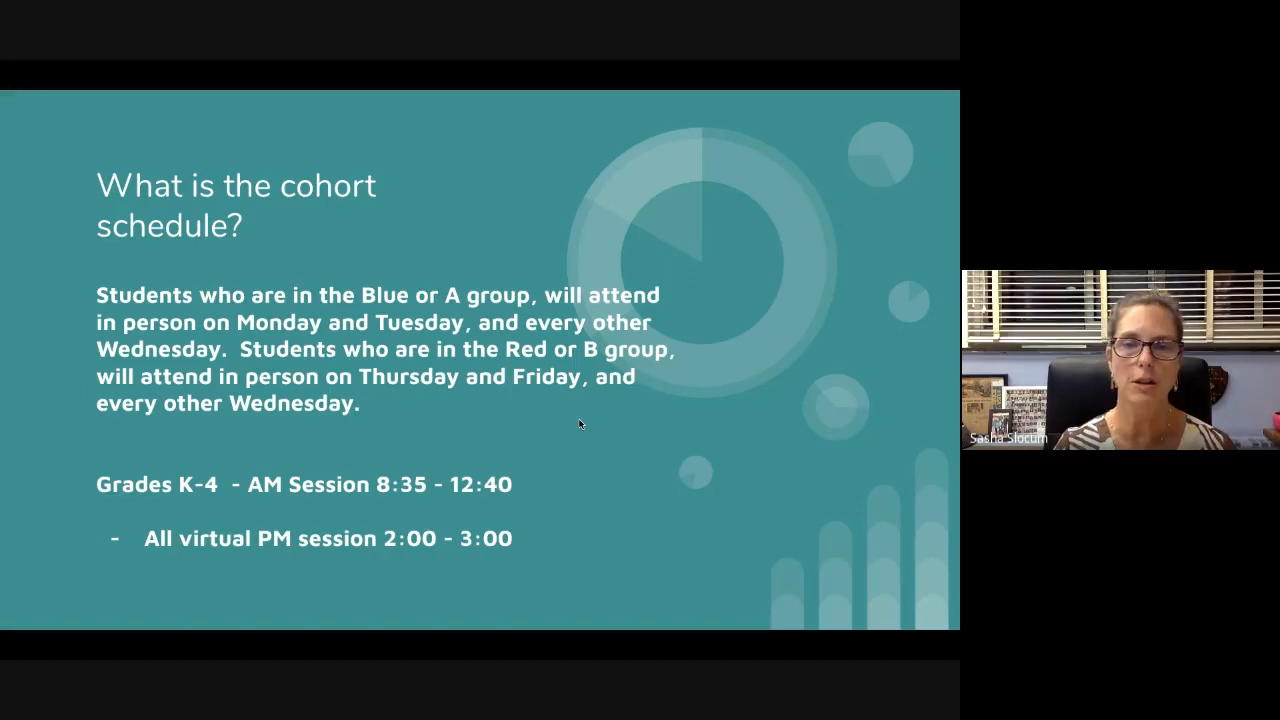 What is the cohort
schedule?
Students who are in the Blue or A group, will attend
in person on Monday and Tuesday, and every other
Wednesday.  Students who are in the Red or B group,
will attend in person on Thursday and Friday, and
every other Wednesday.
Grades K-4  - AM Session 8:35 - 12:40
- All virtual PM session 2:00 - 3:00
Sasha Slocum